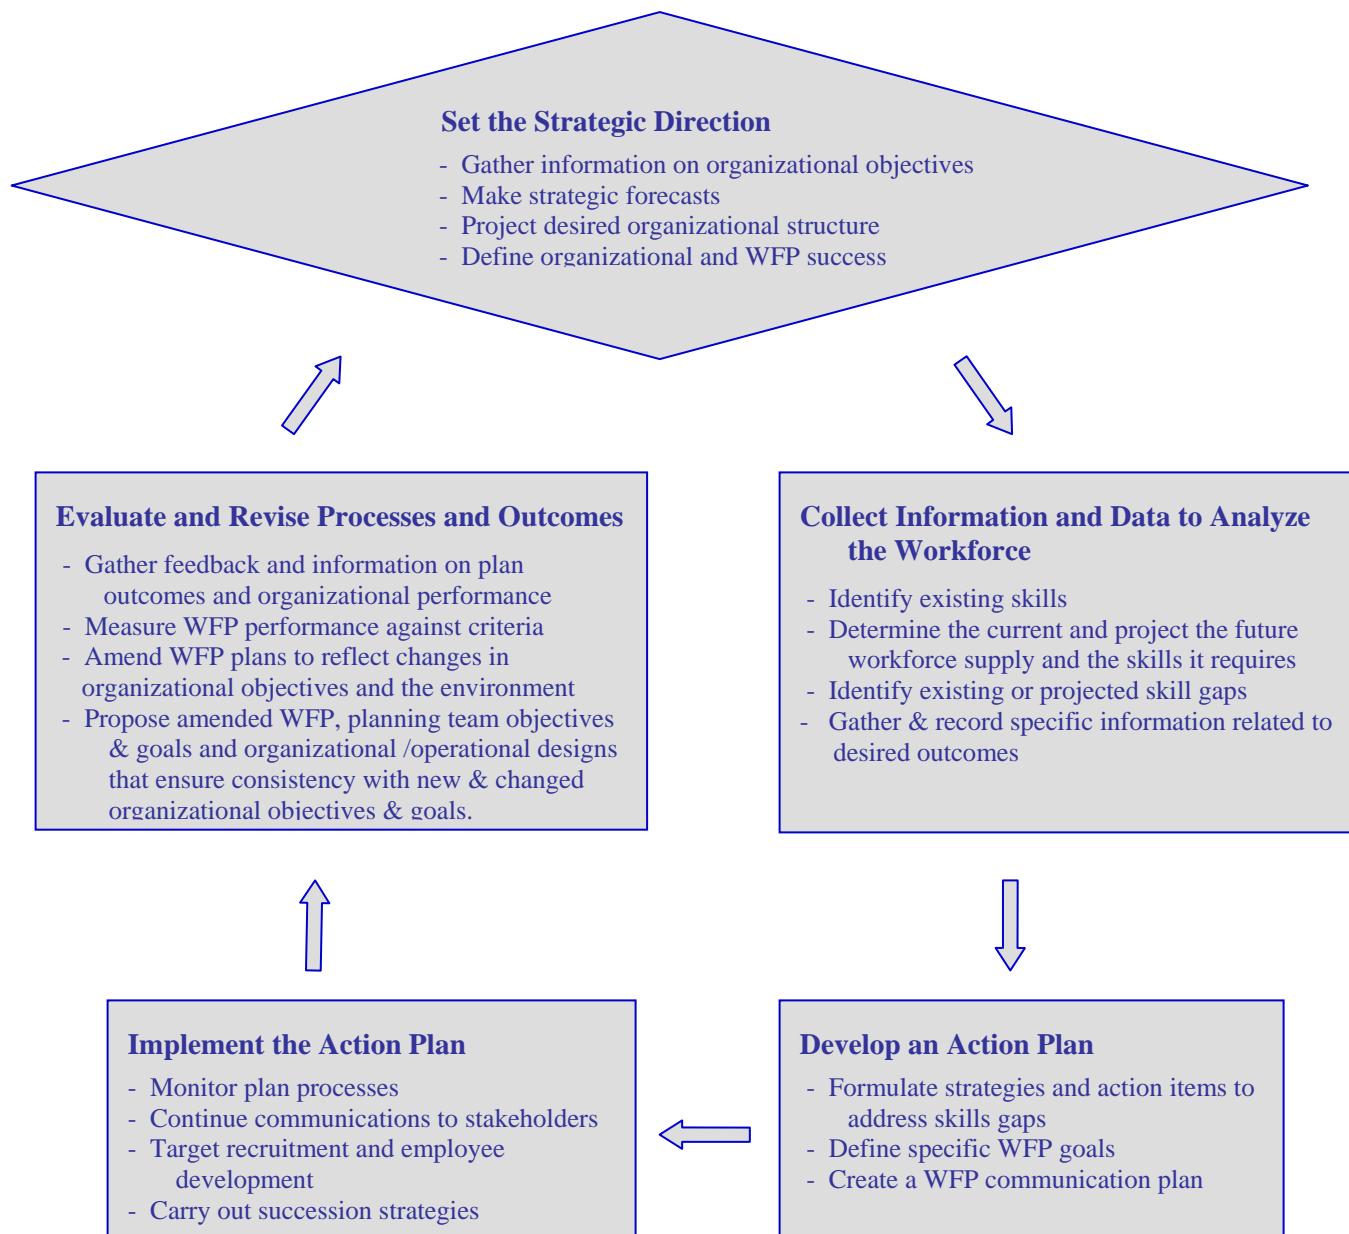 Set the Strategic Direction
- Gather information on organizational objectives
- Make strategic forecasts
- Project desired organizational structure
- Define organizational and WFP success
Evaluate and Revise Processes and Outcomes
- Gather feedback and information on plan
outcomes and organizational performance
- Measure WFP performance against criteria
- Amend WFP plans to reflect changes in
organizational objectives and the environment
- Propose amended WFP, planning team objectives
& goals and organizational /operational designs
that ensure consistency with new & changed
organizational objectives & goals.
Collect Information and Data to Analyze
the Workforce
- Identify existing skills
- Determine the current and project the future
workforce supply and the skills it requires
- Identify existing or projected skill gaps
- Gather & record specific information related to
desired outcomes
Implement the Action Plan
- Monitor plan processes
- Continue communications to stakeholders
- Target recruitment and employee
development
- Carry out succession strategies
Develop an Action Plan
- Formulate strategies and action items to
address skills gaps
- Define specific WFP goals
- Create a WFP communication plan